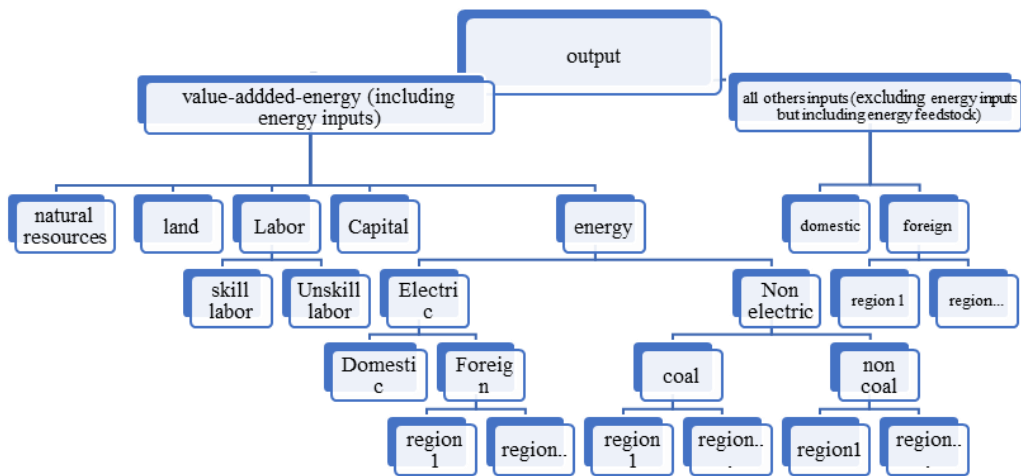 output
value-addded-energy (including
energy inputs)
all others inputs (excluding energy inputs
but including energy feedstock)
natural
resources
land
Labor
Capital
energy
domestic
foreign
skill
labor
Unskill
labor
Electri
c
Non
electric
region 1
region...
Domesti
c
Foreig
n
coal
non
coal
region
1
region..
region
1
region..
.
region1
region..
.